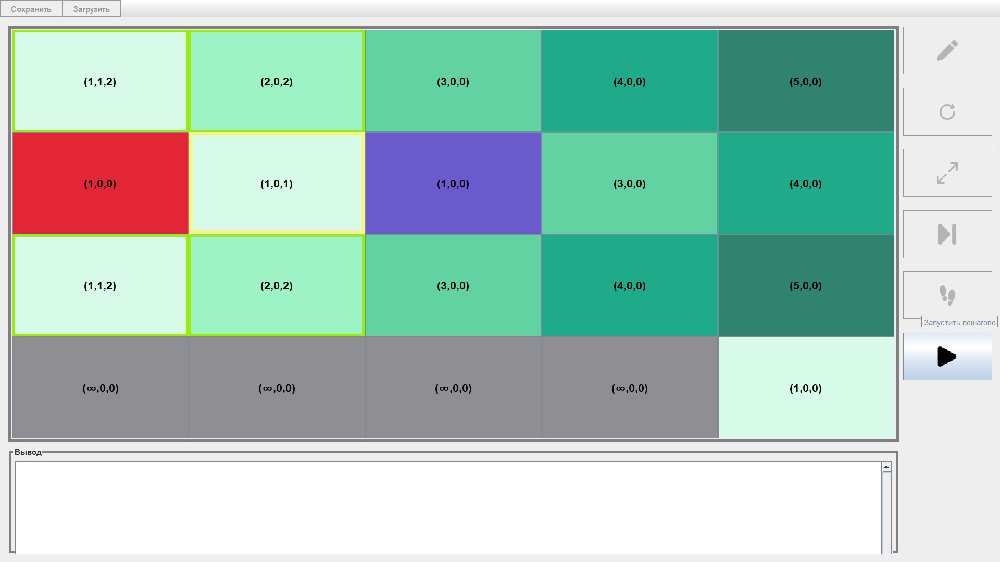 Сохранить Загрузить
(1,1,2) (2,0,2) (3,0,0) (4,0,0) (5,0,0)
(1,0,0) (1,0,1) (1,0,0) (3,0,0) (4,0,0)
(1,1,2) (2,0,2) (3,0,0) (4,0,0) (5,0,0)
Запустить пошагово
(∞,0,0) (∞,0,0) (∞,0,0) (∞,0,0) (1,0,0)
Вывод